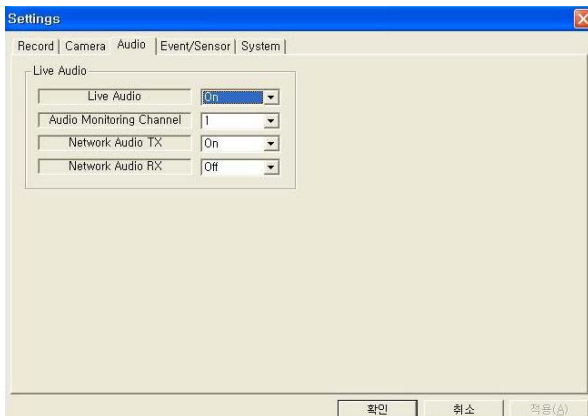 Settings
Record Camera Audio Event/Sensor System
Live Audio
Live Audio On
Audio Monitoring Channel 1
Network Audio TX On
Network Audio RX Off
확인 취소 적용(A)